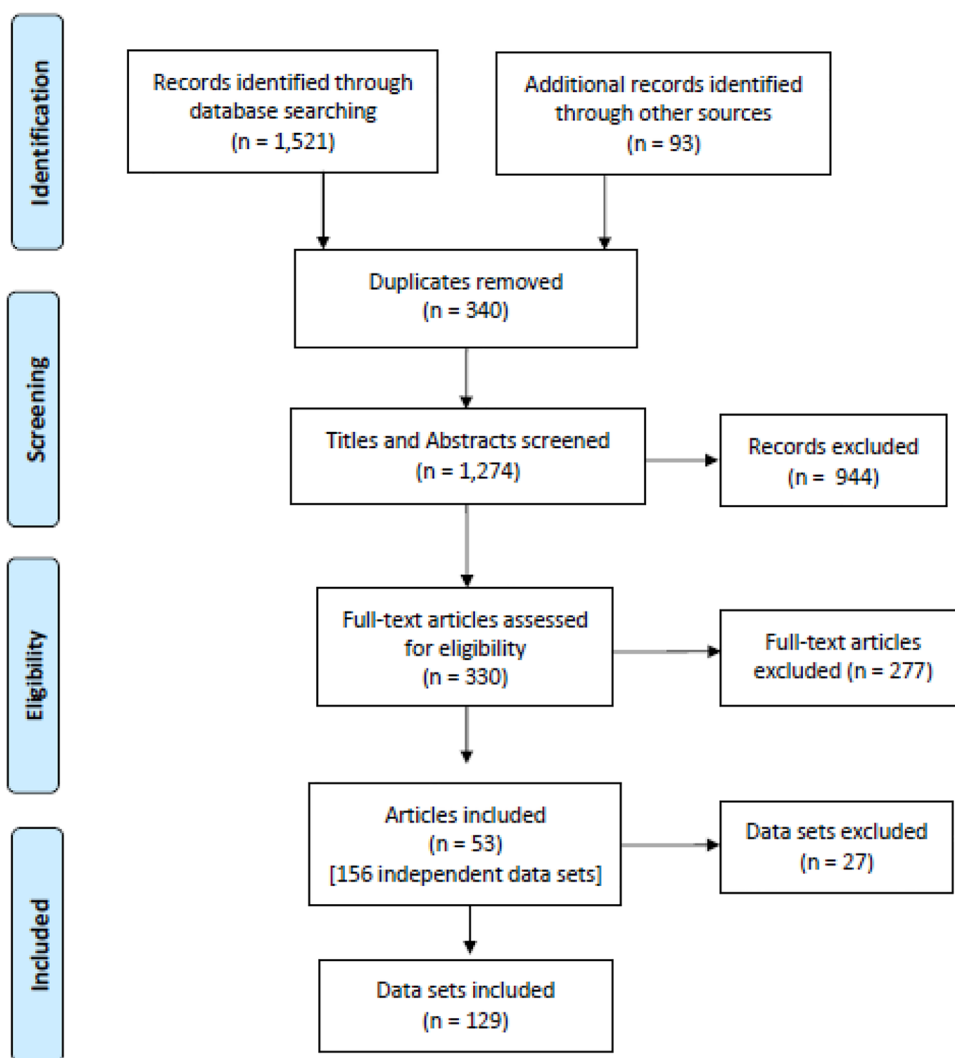 Identification
Records identified through
database searching
(n = 1,521)
Additional records identified
through other sources
(n = 93)
Duplicates removed
(n = 340)
Screening
Titles and Abstracts screened
(n = 1,274)
Records excluded
(n = 944)
Eligibility
Full-text articles assessed
for eligibility
(n = 330)
Full-text articles
excluded (n = 277)
Included
Articles included
(n = 53)
[156 independent data sets]
Data sets excluded
(n = 27)
Data sets included
(n = 129)